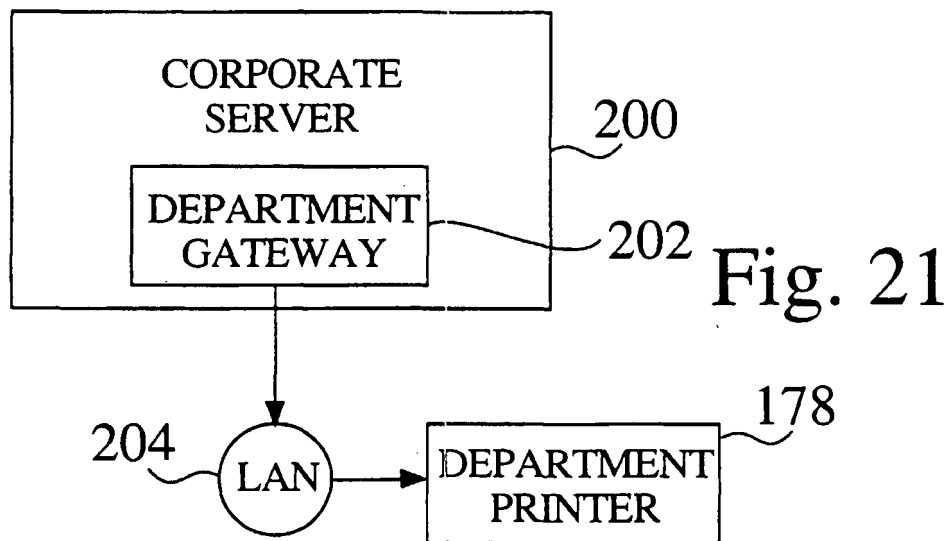 CORPORATE
SERVER
200
DEPARTMENT
GATEWAY
202
Fig. 21
178
204
LAN
DEPARTMENT
PRINTER